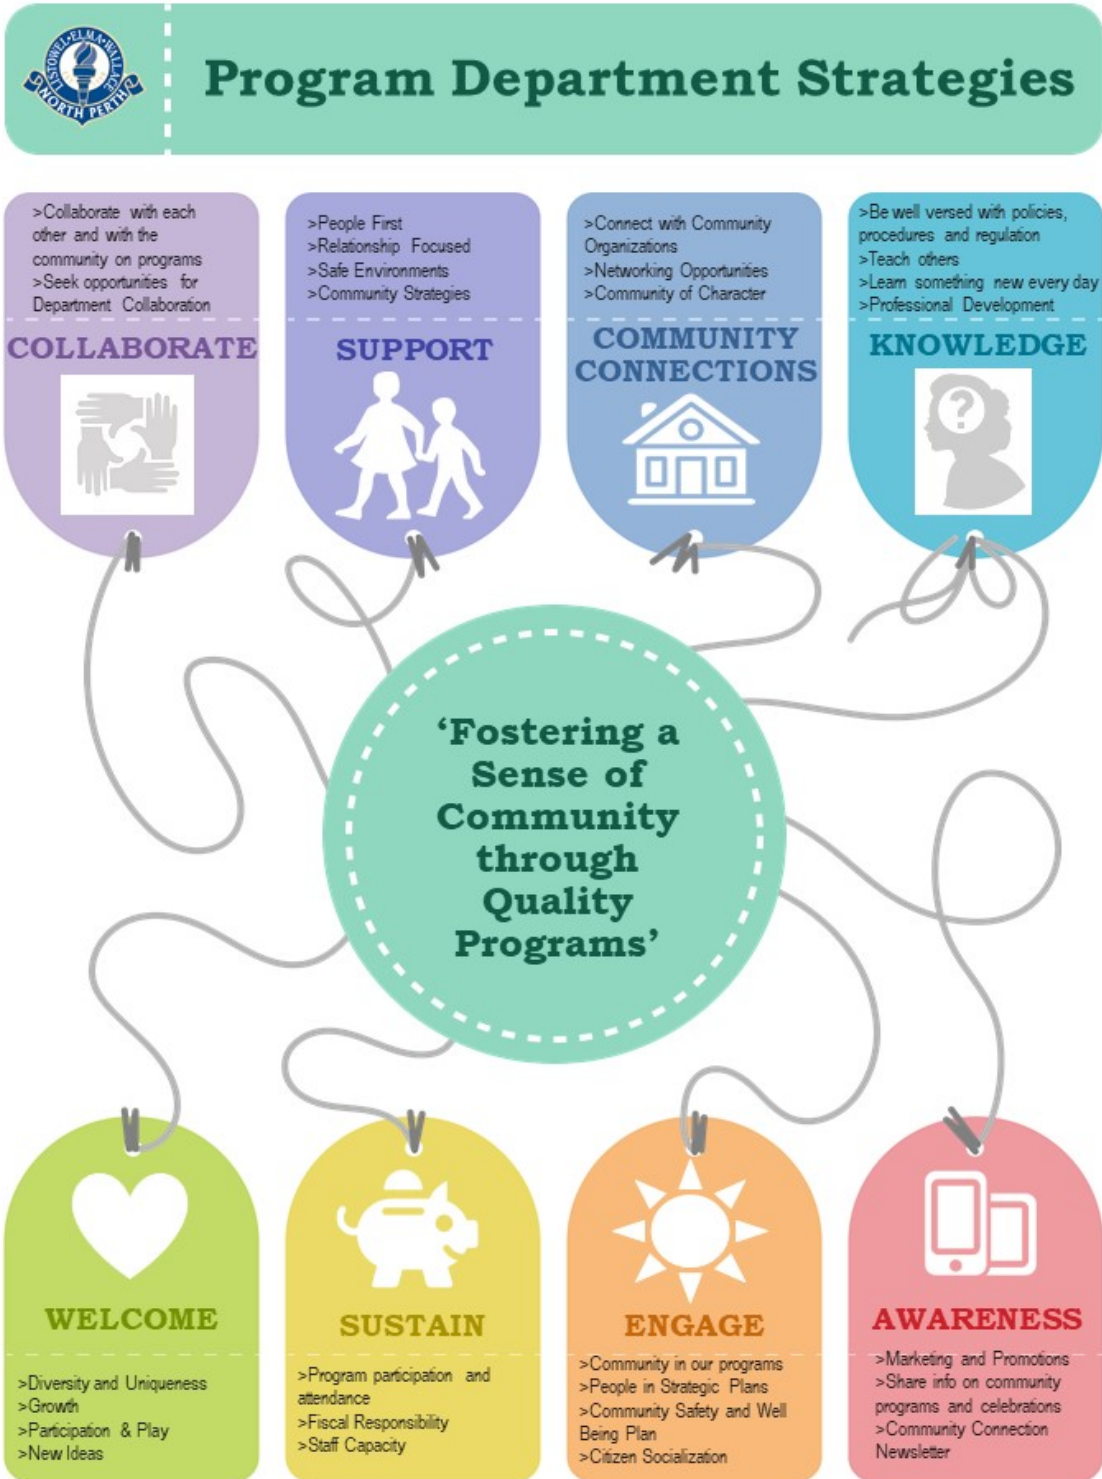 LISTOWEL•ELMA•WALLACE
NORTH PERTH
Program Department Strategies
>Collaborate with each
other and with the
community on programs
>Seek opportunities for
Department Collaboration
COLLABORATE
>People First
>Relationship Focused
>Safe Environments
>Community Strategies
SUPPORT
>Connect with Community
Organizations
>Networking Opportunities
>Community of Character
COMMUNITY
CONNECTIONS
>Be well versed with policies,
procedures and regulation
>Teach others
>Learn something new every day
>Professional Development
KNOWLEDGE
?
‘Fostering a
Sense of
Community
through
Quality
Programs’
WELCOME
>Diversity and Uniqueness
>Growth
>Participation & Play
>New Ideas
SUSTAIN
>Program participation and
attendance
>Fiscal Responsibility
>Staff Capacity
ENGAGE
>Community in our programs
>People in Strategic Plans
>Community Safety and Well
Being Plan
>Citizen Socialization
AWARENESS
>Marketing and Promotions
>Share info on community
programs and celebrations
>Community Connection
Newsletter